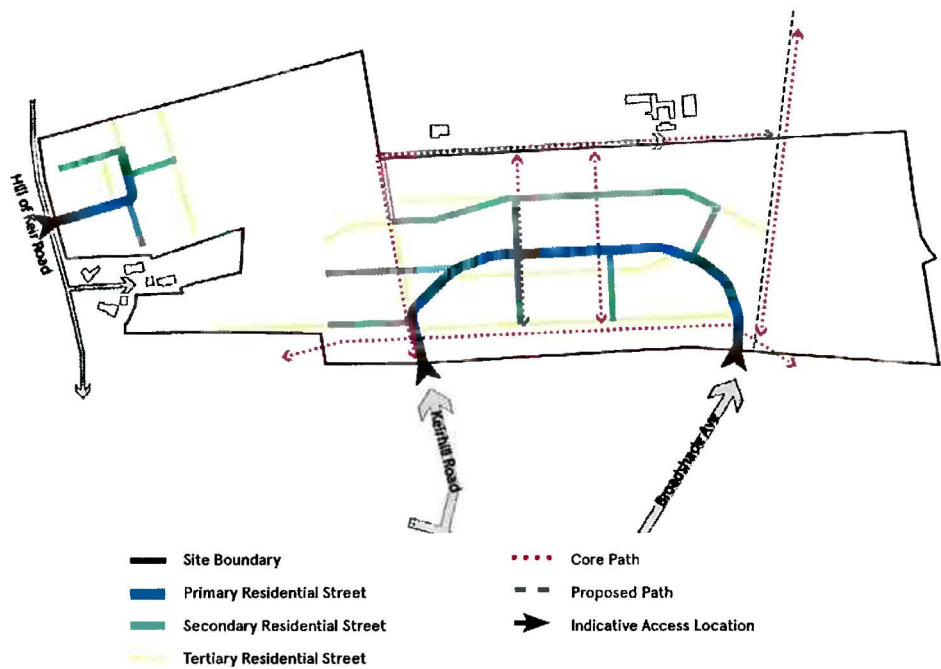 Hill of Keir Road
Keirhill Road
Broadshade Ave
Site Boundary
Primary Residential Street
Secondary Residential Street
Tertiary Residential Street
Core Path
Proposed Path
Indicative Access Location